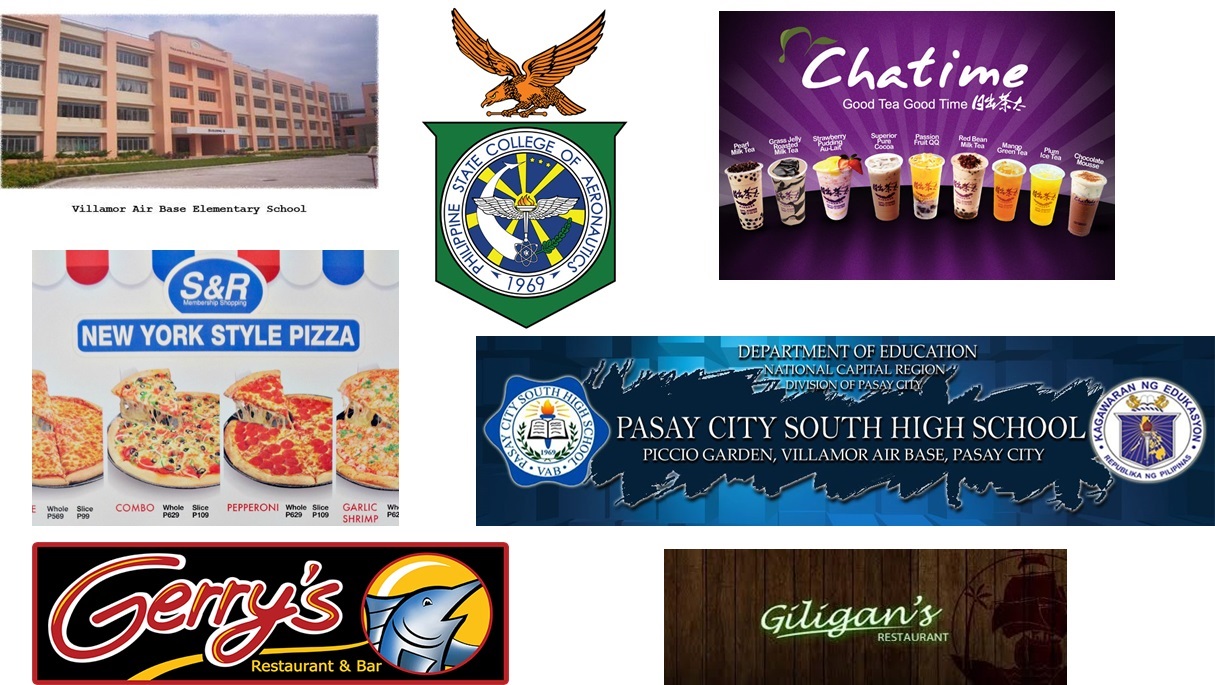 Villamor Air Base Elementary School
PHILIPPINE STATE COLLEGE OF AERONAUTICS
1969
Chatime
Good Tea Good Time 日出茶太
Pearl Milk Tea
Grass Jelly Roasted Milk Tea
Strawberry Pudding Au-Lait
Superior Pure Cocoa
Passion Fruit QQ
Red Bean Milk Tea
Mango Green Tea
Plum Ice Tea
Chocolate Mousse
S&R
Membership Shopping
NEW YORK STYLE PIZZA
E Whole P569 Slice P99
COMBO Whole P629 Slice P109
PEPPERONI Whole P629 Slice P109
GARLIC SHRIMP
DEPARTMENT OF EDUCATION
NATIONAL CAPITAL REGION
DIVISION OF PASAY CITY
PASAY CITY SOUTH HIGH SCHOOL
PICCIO GARDEN, VILLAMOR AIR BASE, PASAY CITY
PASAY CITY SOUTH HIGH SCHOOL
1969
VAB
KAGAWARAN NG EDUKASYON
REPUBLIKA NG PILIPINAS
Gerry's
Restaurant & Bar
Giligan's
RESTAURANT